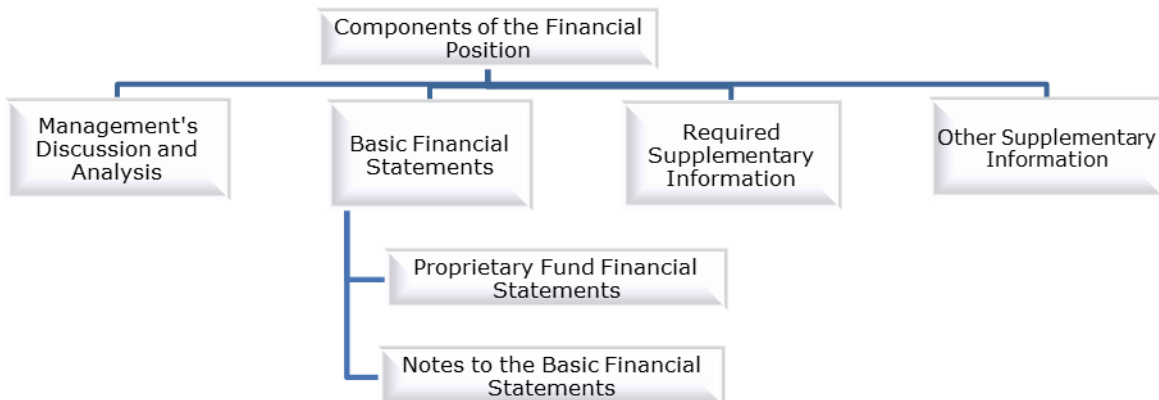 Components of the Financial
Position
Management's
Discussion and
Analysis
Basic Financial
Statements
Required
Supplementary
Information
Other Supplementary
Information
Proprietary Fund Financial
Statements
Notes to the Basic Financial
Statements